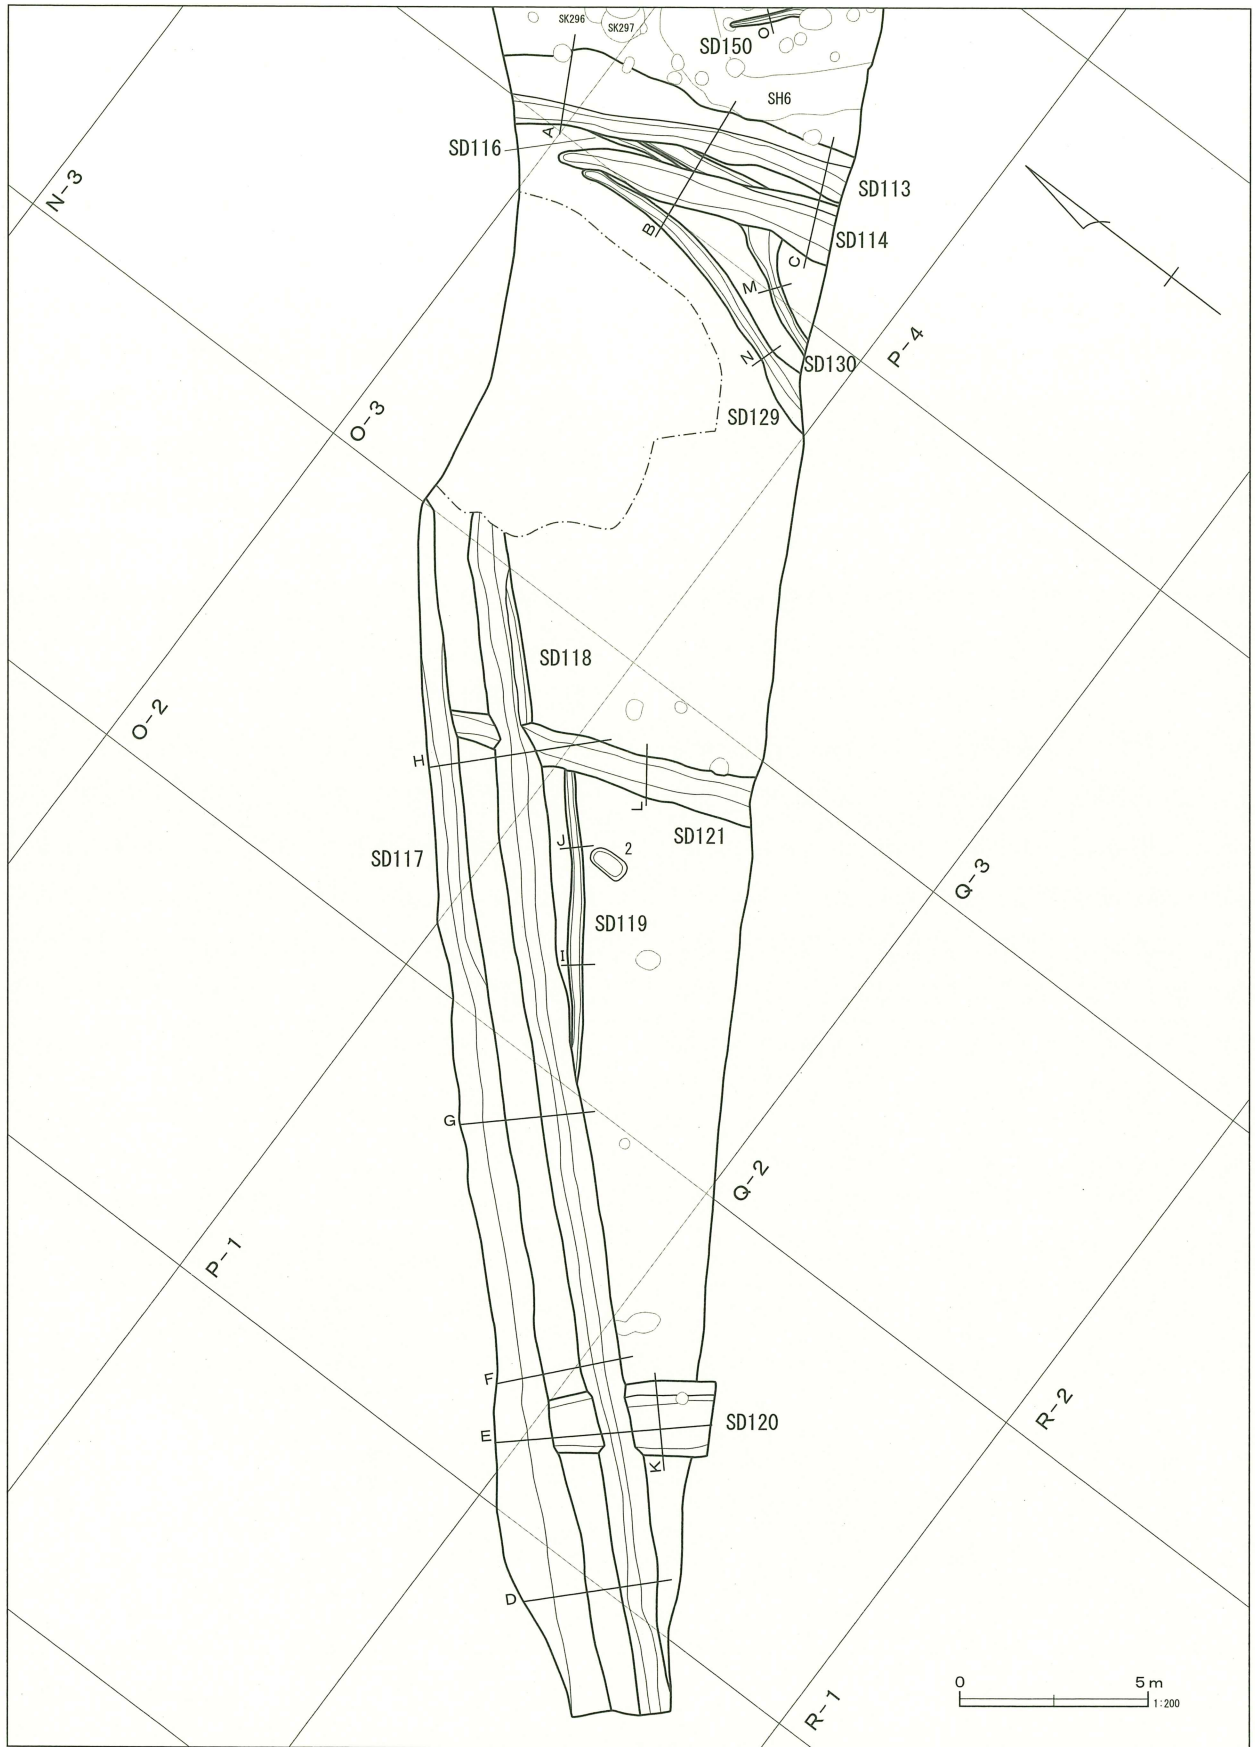 SK296
SK297
SD150
O
SH6
A
SD116
SD113
N-3
B
SD114
C
M
P-4
N
SD130
O-3
SD129
SD118
O-2
H
L
SD121
J
2
SD117
Q-3
SD119
I
G
Q-2
P-1
F
R-2
SD120
E
K
D
0 5m
1:200
R-1